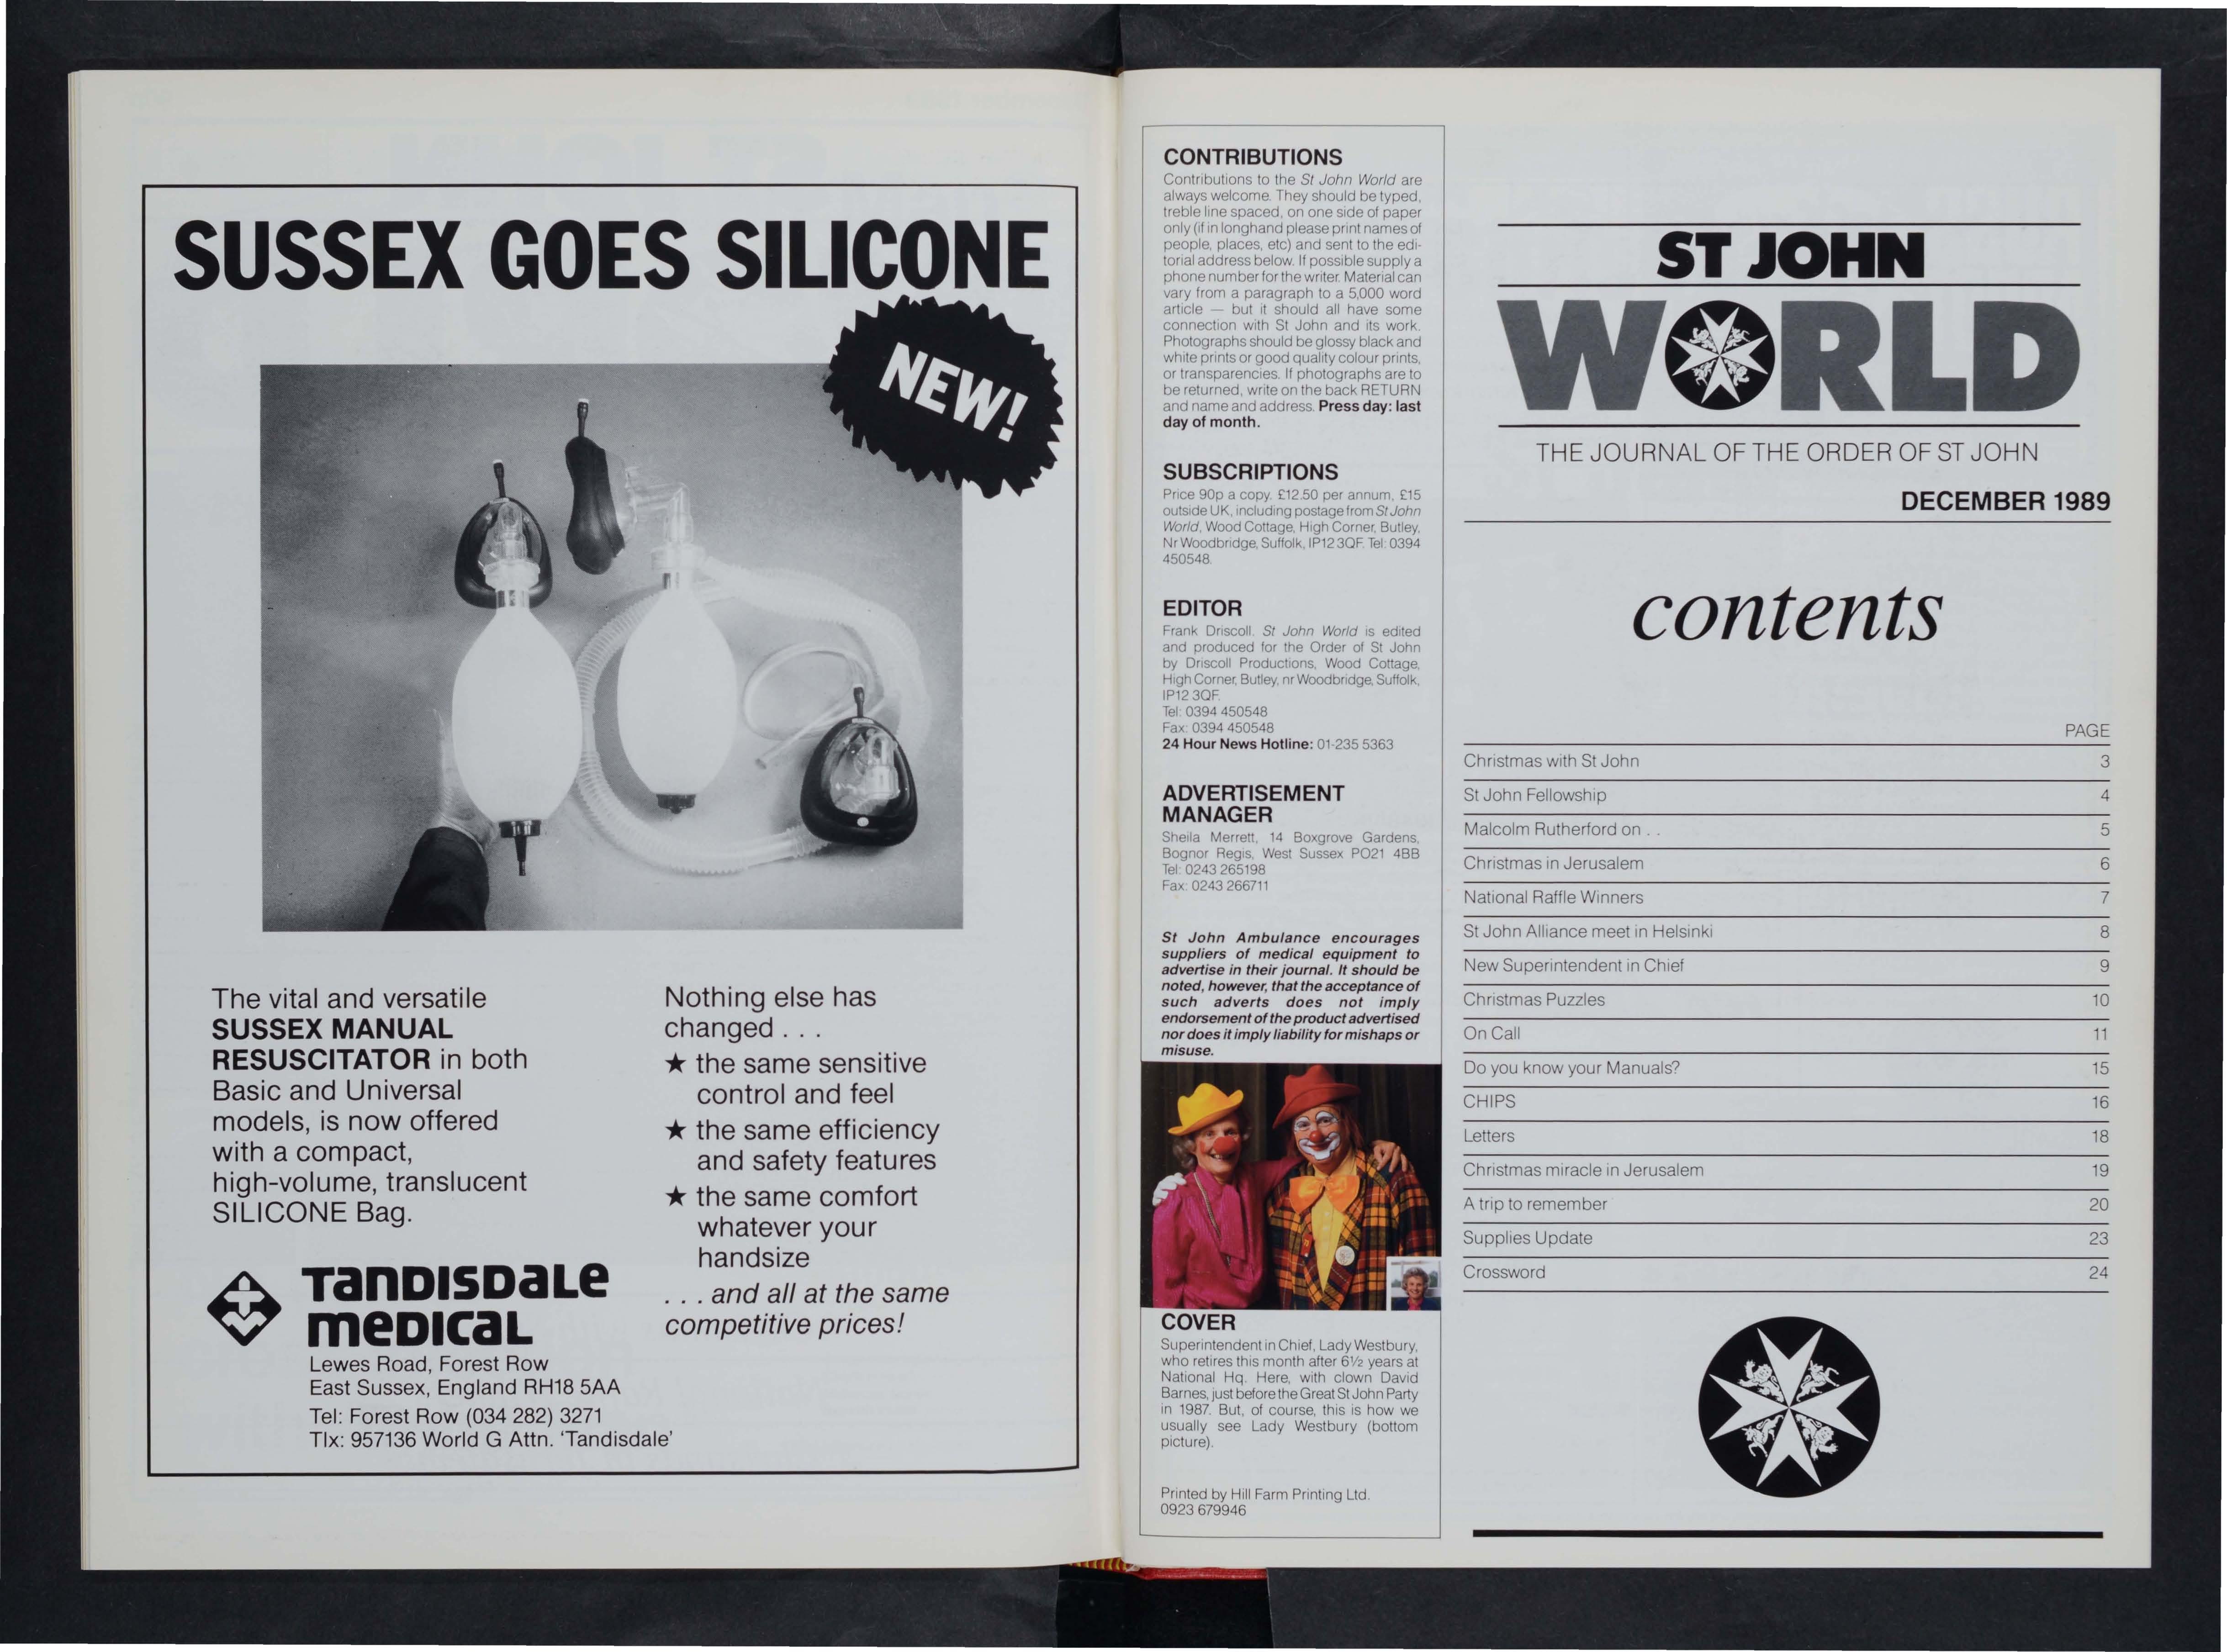 SUSSEX GOES SILICONE
NEW!
The vital and versatile
SUSSEX MANUAL
RESUSCITATOR in both
Basic and Universal
models, is now offered
with a compact,
high-volume, translucent
SILICONE Bag.
Nothing else has
changed . . .
★ the same sensitive
control and feel
★ the same efficiency
and safety features
★ the same comfort
whatever your
handsize
. . . and all at the same
competitive prices!
TANDISDALE
MEDICAL
Lewes Road, Forest Row
East Sussex, England RH18 5AA
Tel: Forest Row (034 282) 3271
Tlx: 957136 World G Attn. ‘Tandisdale’
CONTRIBUTIONS
Contributions to the St John World are
always welcome. They should be typed,
treble line spaced, on one side of paper
only (if in longhand please print names of
people, places, etc) and sent to the edi-
torial address below. If possible supply a
phone number for the writer. Material can
vary from a paragraph to a 5,000 word
article — but it should all have some
connection with St John and its work.
Photographs should be glossy black and
white prints or good quality colour prints,
or transparencies. If photographs are to
be returned, write on the back RETURN
and name and address. Press day: last
day of month.
SUBSCRIPTIONS
Price 90p a copy. £12.50 per annum, £15
outside UK, including postage from St John
World, Wood Cottage, High Corner, Butley,
Nr Woodbridge, Suffolk, IP12 3QF. Tel: 0394
450548.
EDITOR
Frank Driscoll. St John World is edited
and produced for the Order of St John
by Driscoll Productions, Wood Cottage,
High Corner, Butley, nr Woodbridge, Suffolk,
IP12 3QF.
Tel: 0394 450548
Fax: 0394 450548
24 Hour News Hotline: 01-235 5363
ADVERTISEMENT
MANAGER
Sheila Merrett, 14 Boxgrove Gardens,
Bognor Regis, West Sussex PO21 4BB
Tel: 0243 265198
Fax: 0243 266711
St John Ambulance encourages
suppliers of medical equipment to
advertise in their journal. It should be
noted, however, that the acceptance of
such adverts does not imply
endorsement of the product advertised
nor does it imply liability for mishaps or
misuse.
COVER
Superintendent in Chief, Lady Westbury,
who retires this month after 6½ years at
National Hq. Here, with clown David
Barnes, just before the Great St John Party
in 1987. But, of course, this is how we
usually see Lady Westbury (bottom
picture).
Printed by Hill Farm Printing Ltd.
0923 679946
ST JOHN
WORLD
THE JOURNAL OF THE ORDER OF ST JOHN
DECEMBER 1989
contents
PAGE
Christmas with St John 3
St John Fellowship 4
Malcolm Rutherford on . . 5
Christmas in Jerusalem 6
National Raffle Winners 7
St John Alliance meet in Helsinki 8
New Superintendent in Chief 9
Christmas Puzzles 10
On Call 11
Do you know your Manuals? 15
CHIPS 16
Letters 18
Christmas miracle in Jerusalem 19
A trip to remember 20
Supplies Update 23
Crossword 24